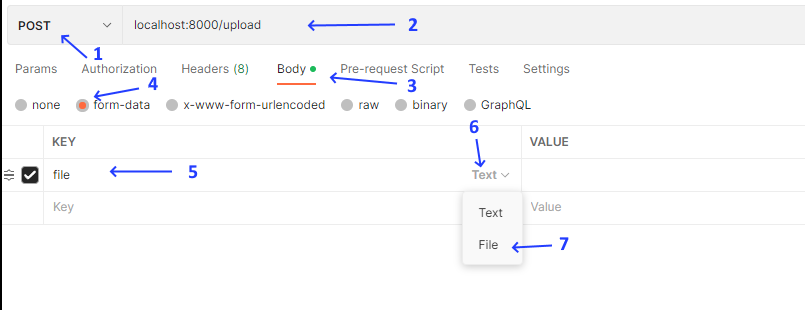 POST localhost:8000/upload 2
1
Params Authorization Headers (8) Body Pre-request Script Tests Settings
4 3
none form-data x-www-form-urlencoded raw binary GraphQL
6
KEY VALUE
file 5 Text
Key Text Value
File 7